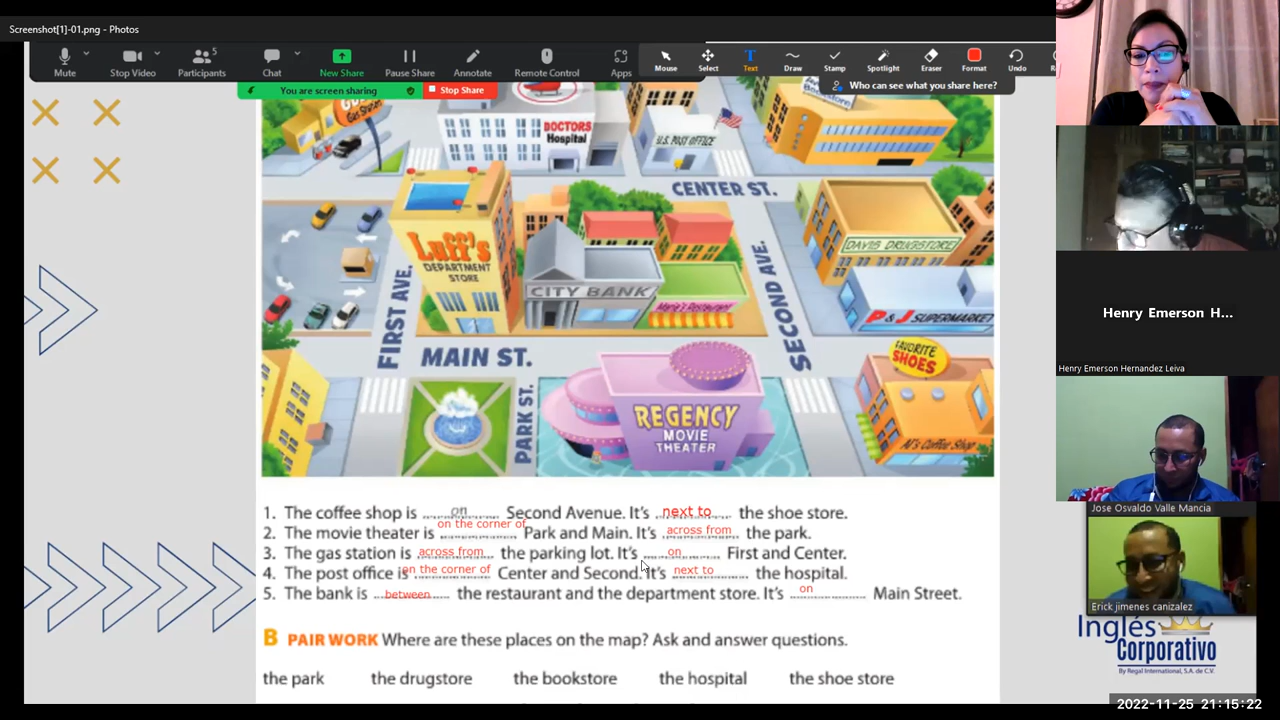 Screenshot[1]-01.png - Photos
Mute
Stop Video
Participants
5
Chat
New Share
Pause Share
Annotate
Remote Control
Apps
Mouse
Select
Text
Draw
Stamp
Spotlight
Eraser
Format
Undo
You are screen sharing
Stop Share
Who can see what you share here?
Gas Station
DOCTORS
Hospital
U.S. POST OFFICE
CENTER ST.
Luff's
DEPARTMENT
STORE
CITY BANK
Maria's Restaurant
DAVIS DRUGSTORE
P & J SUPERMARKET
FIRST AVE.
SECOND AVE.
MAIN ST.
PARK ST.
REGENCY
MOVIE
THEATER
FAVORITE
SHOES
Al's Coffee Shop
1. The coffee shop is on Second Avenue. It's next to the shoe store.
2. The movie theater is on the corner of Park and Main. It's across from the park.
3. The gas station is across from the parking lot. It's on First and Center.
4. The post office is on the corner of Center and Second. It's next to the hospital.
5. The bank is between the restaurant and the department store. It's on Main Street.
B PAIR WORK Where are these places on the map? Ask and answer questions.
the park the drugstore the bookstore the hospital the shoe store
Henry Emerson H...
Henry Emerson Hernandez Leiva
Jose Osvaldo Valle Mancia
Erick jimenes canizalez
Inglés
Corporativo
By Regal International, S.A. de C.V.
2022-11-25 21:15:22